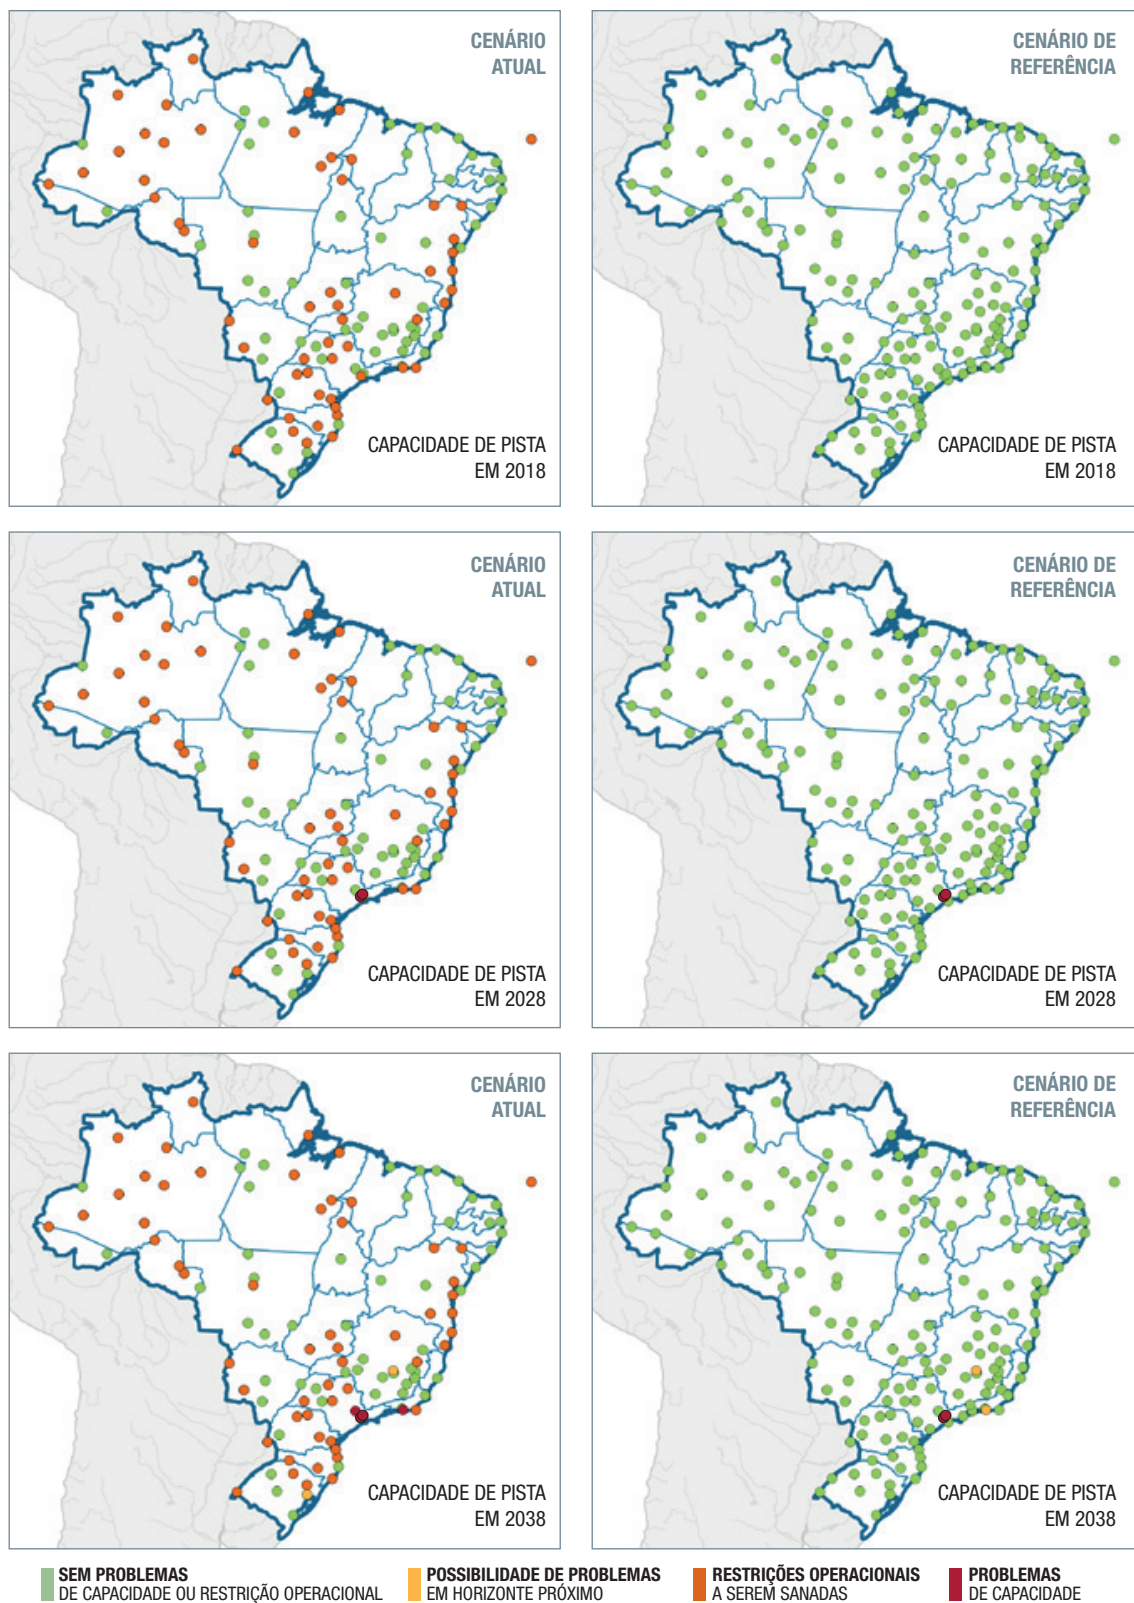 CENÁRIO
ATUAL
CAPACIDADE DE PISTA
EM 2018
CENÁRIO DE
REFERÊNCIA
CAPACIDADE DE PISTA
EM 2018
CENÁRIO
ATUAL
CAPACIDADE DE PISTA
EM 2028
CENÁRIO DE
REFERÊNCIA
CAPACIDADE DE PISTA
EM 2028
CENÁRIO
ATUAL
CAPACIDADE DE PISTA
EM 2038
CENÁRIO DE
REFERÊNCIA
CAPACIDADE DE PISTA
EM 2038
SEM PROBLEMAS
DE CAPACIDADE OU RESTRIÇÃO OPERACIONAL
POSSIBILIDADE DE PROBLEMAS
EM HORIZONTE PRÓXIMO
RESTRIÇÕES OPERACIONAIS
A SEREM SANADAS
PROBLEMAS
DE CAPACIDADE